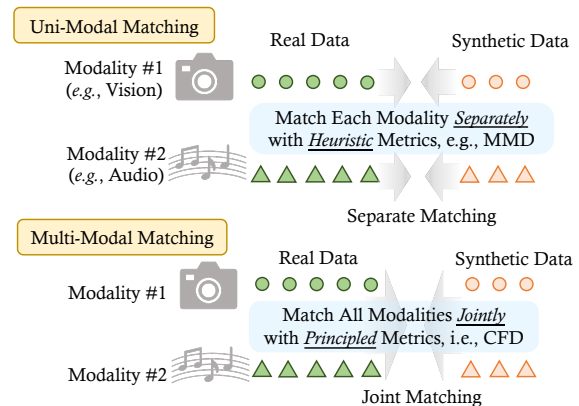 Uni-Modal Matching
Real Data
Synthetic Data
Modality #1
(e.g., Vision)
Match Each Modality Separately
with Heuristic Metrics, e.g., MMD
Modality #2
(e.g., Audio)
Separate Matching
Multi-Modal Matching
Real Data
Synthetic Data
Modality #1
Match All Modalities Jointly
with Principled Metrics, i.e., CFD
Modality #2
Joint Matching